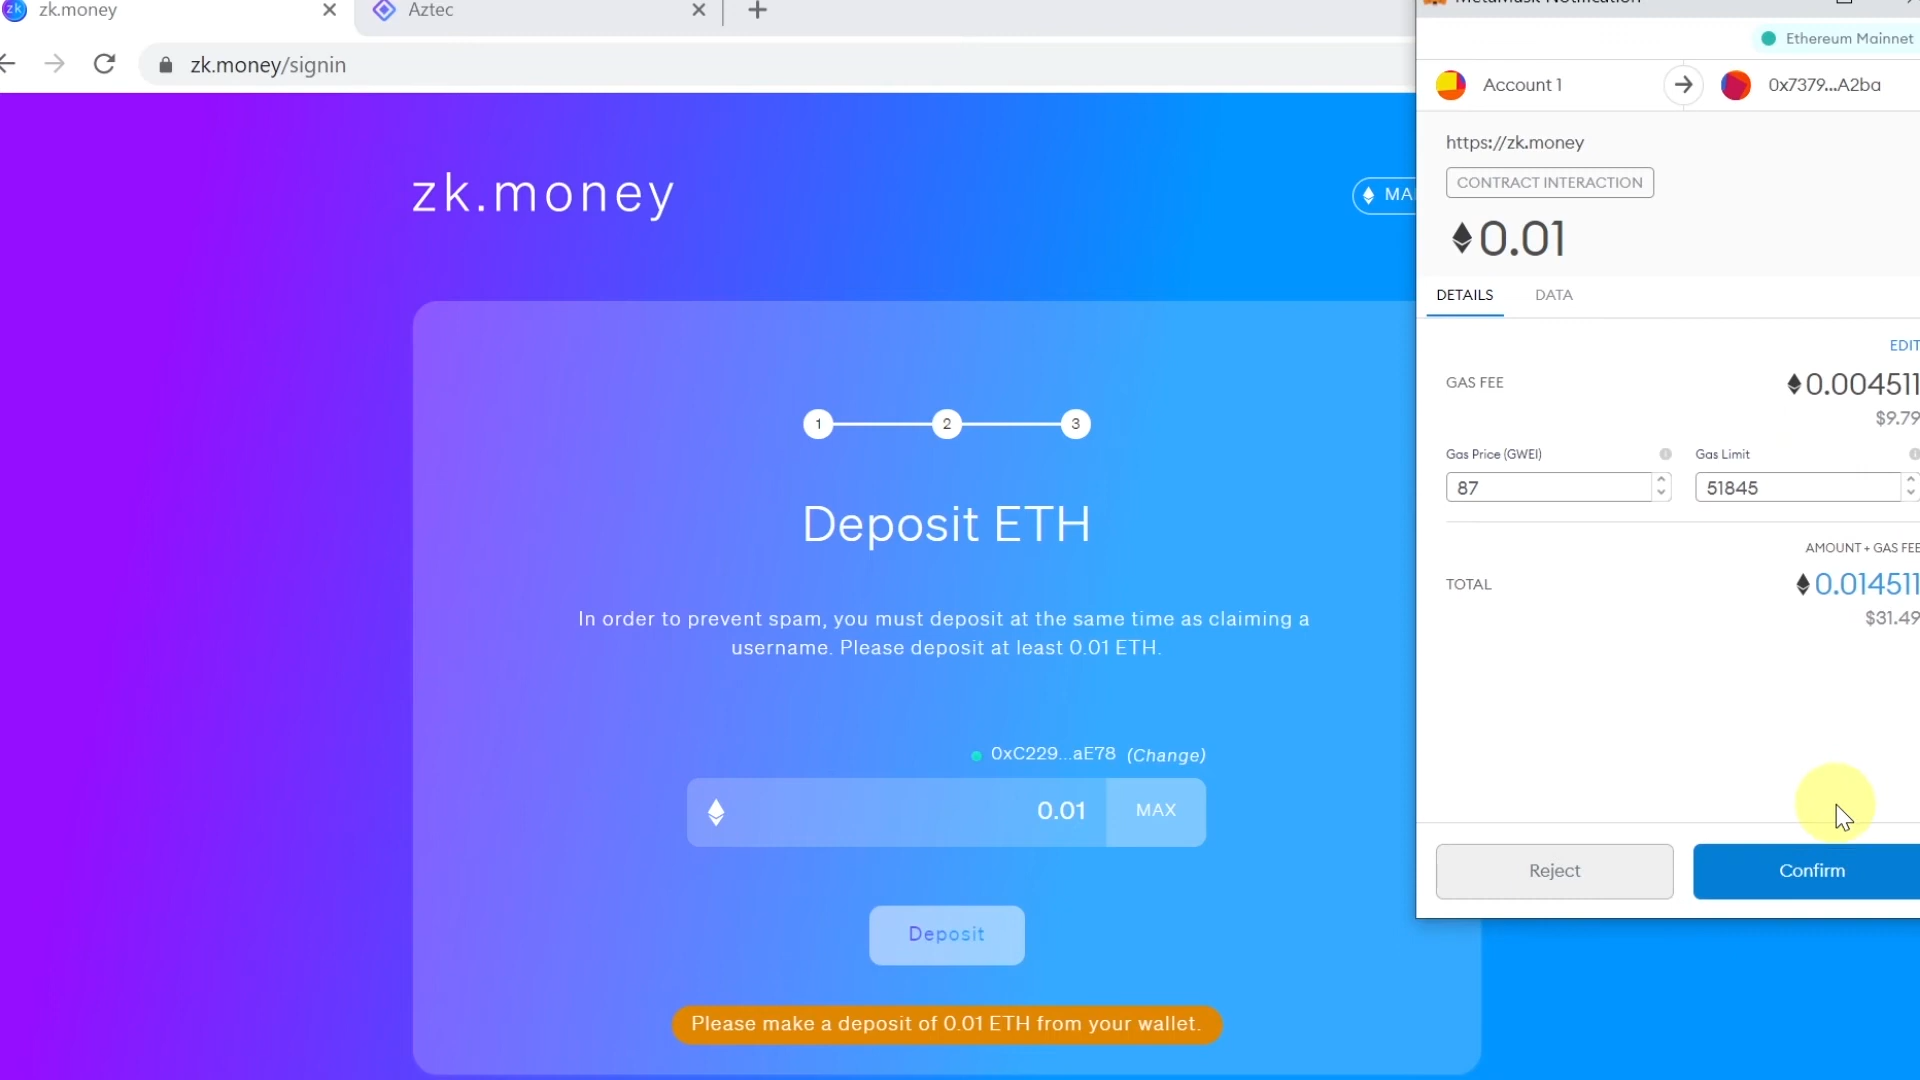 zk
zk.money
Aztec
zk.money/signin
zk.money
MA
Deposit ETH
1
2
3
In order to prevent spam, you must deposit at the same time as claiming a
username. Please deposit at least 0.01 ETH.
0xC229...aE78 (Change)
0.01
MAX
Deposit
Please make a deposit of 0.01 ETH from your wallet.
MetaMask Notification
Ethereum Mainnet
Account 1
0x7379...A2ba
https://zk.money
CONTRACT INTERACTION
0.01
DETAILS
DATA
EDIT
GAS FEE
0.004511
$9.79
Gas Price (GWEI)
Gas Limit
87
51845
AMOUNT + GAS FEE
TOTAL
0.014511
$31.49
Reject
Confirm